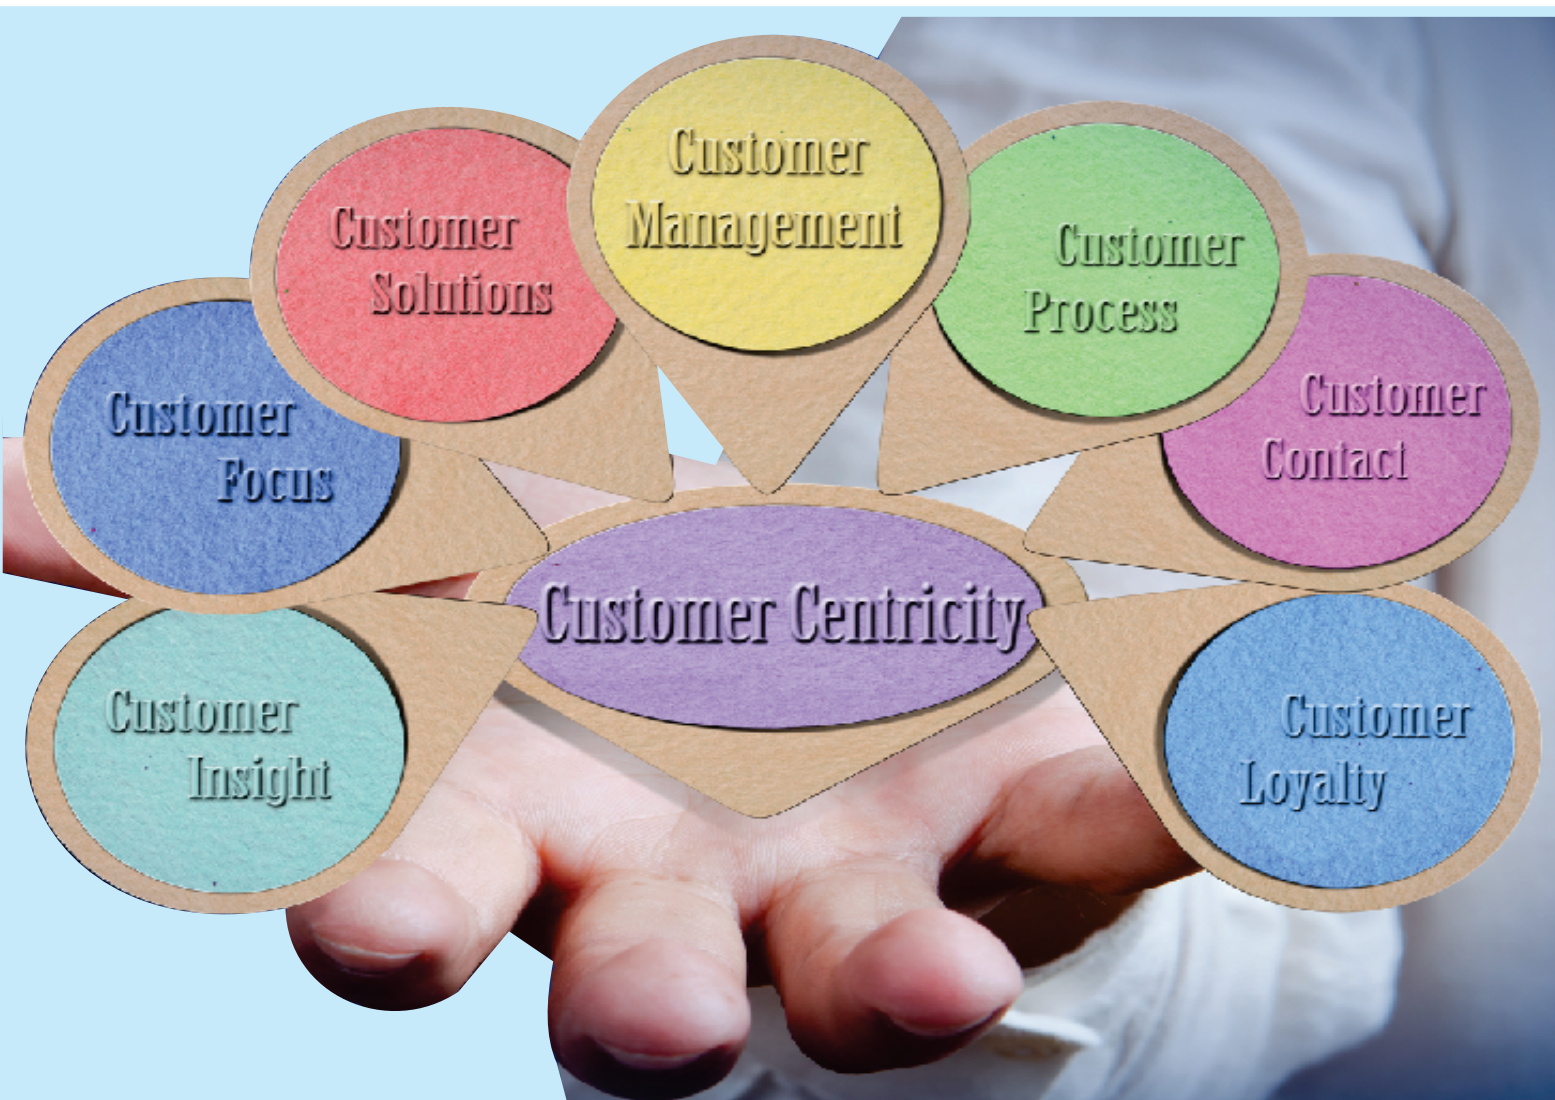 Customer
Management
Customer
Solutions
Customer
Process
Customer
Focus
Customer
Contact
Customer Centricity
Customer
Insight
Customer
Loyalty